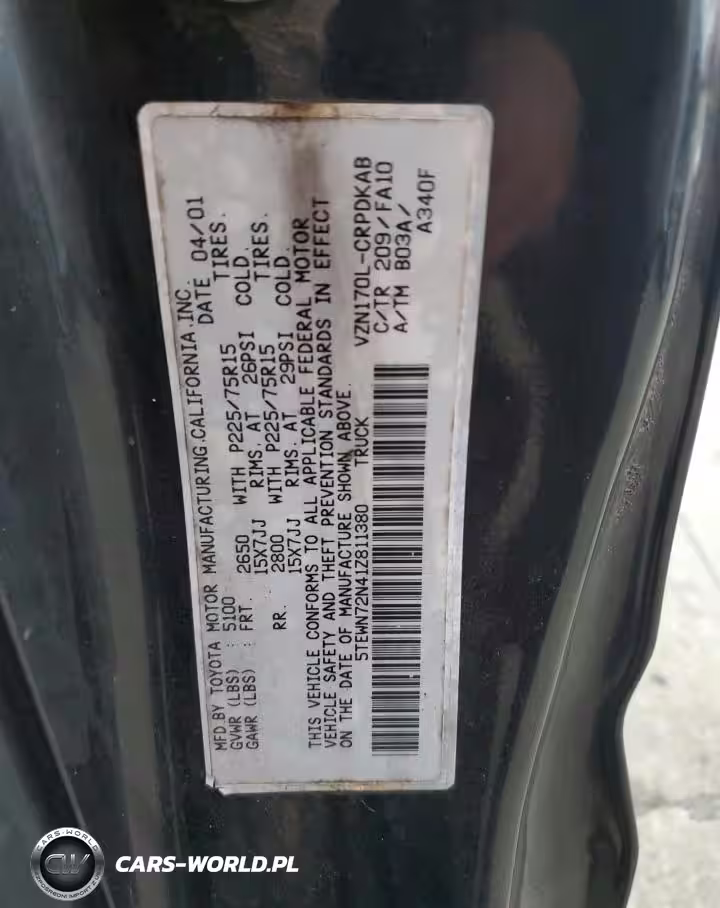 MFD.BY TOYOTA MOTOR MANUFACTURING.CALIFORNIA.INC.
GVWR (LBS) : 5100 DATE 04/01
GAWR (LBS) : FRT. 2650 WITH P225/75R15 TIRES.
15X7JJ RIMS. AT 26PSI COLD.
RR. 2800 WITH P225/75R15 TIRES.
15X7JJ RIMS. AT 29PSI COLD.
THIS VEHICLE CONFORMS TO ALL APPLICABLE FEDERAL MOTOR
VEHICLE SAFETY AND THEFT PREVENTION STANDARDS IN EFFECT
ON THE DATE OF MANUFACTURE SHOWN ABOVE.
5TEWN72N41Z811380 TRUCK
VZN170L-CRPDKAB
C/TR 209/FA10
A/TM B03A/
A340F
CARS-WORLD
CW
CARS-WORLD.PL